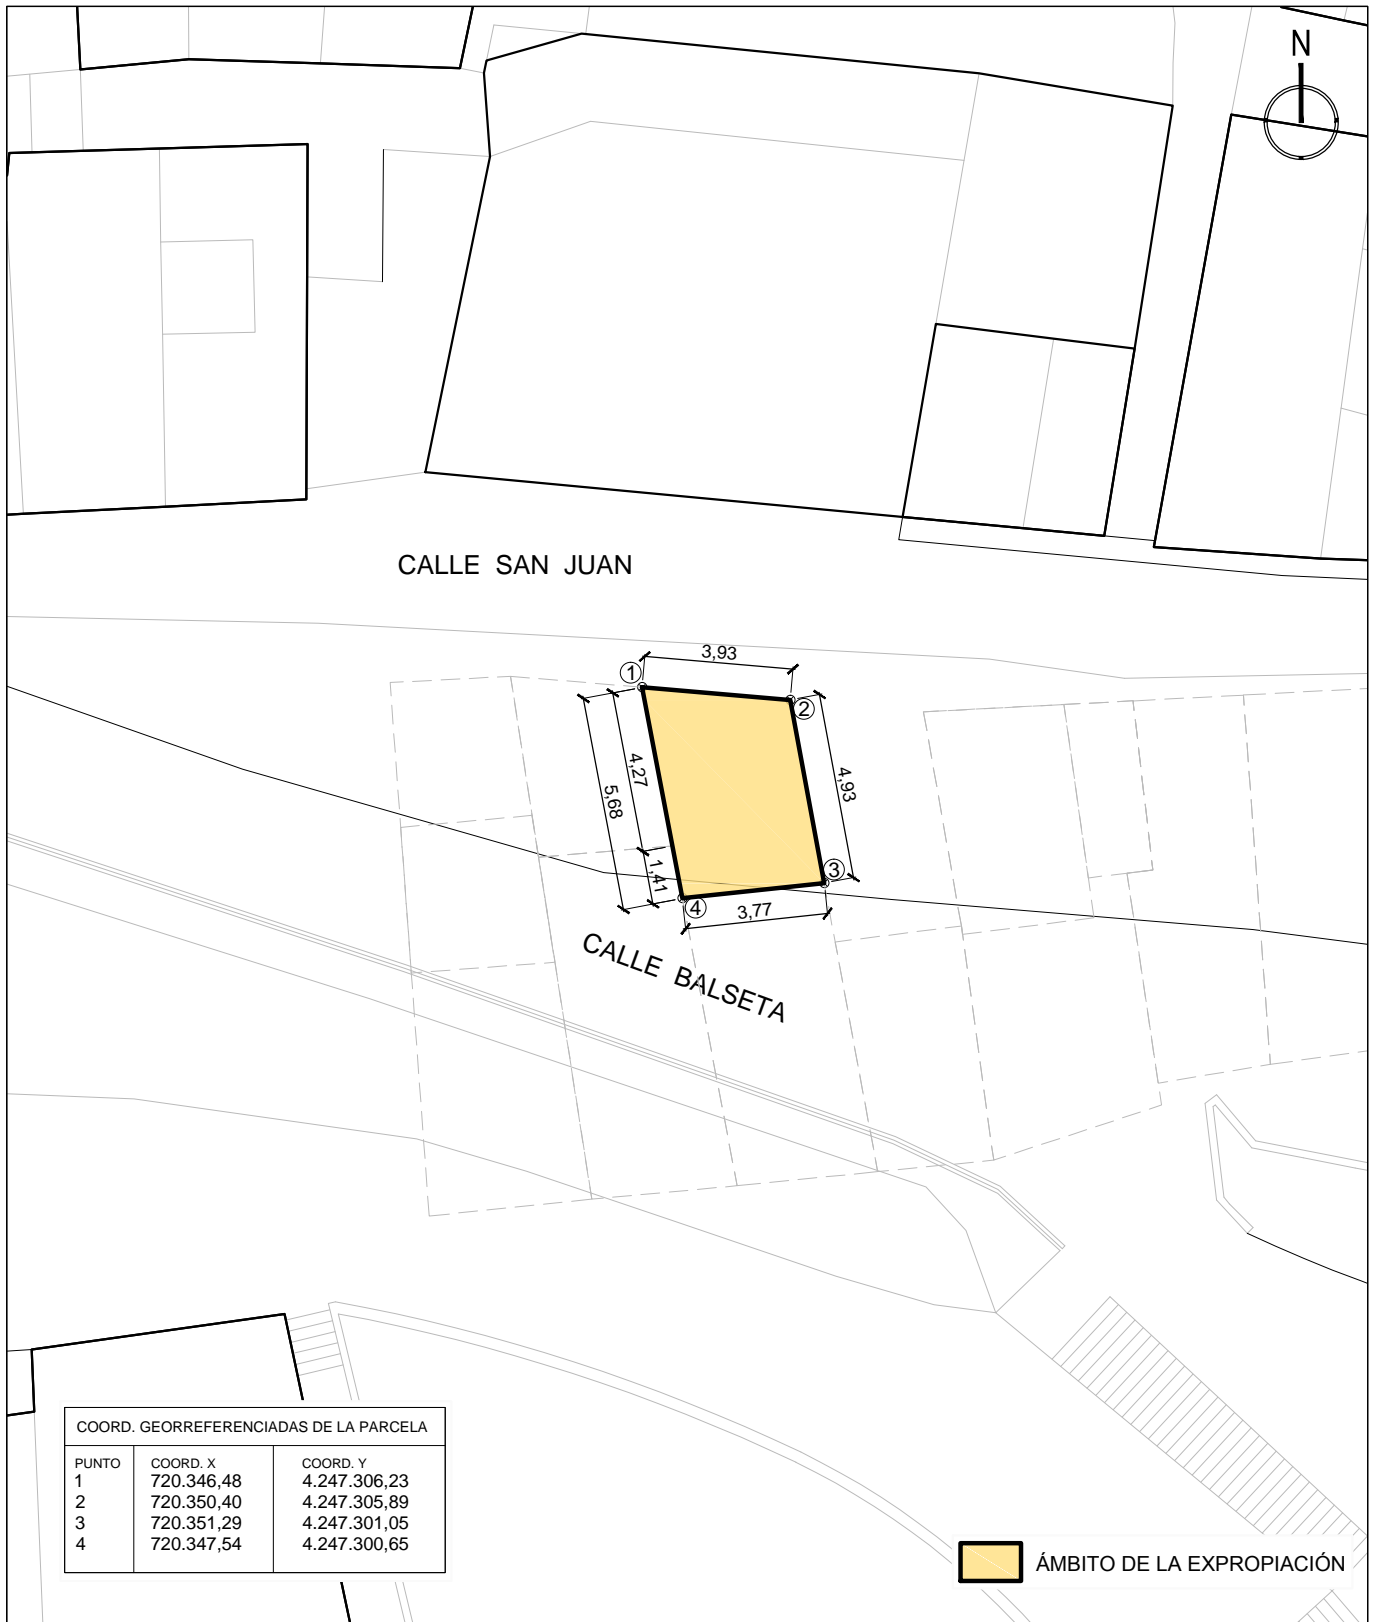 N
CALLE SAN JUAN
3,93
1
2
4,27
4,93
5,68
1,41
3
4
3,77
CALLE BALSETA
COORD. GEORREFERENCIADAS DE LA PARCELA
PUNTO COORD. X COORD. Y
1 720.346,48 4.247.306,23
2 720.350,40 4.247.305,89
3 720.351,29 4.247.301,05
4 720.347,54 4.247.300,65
ÁMBITO DE LA EXPROPIACIÓN